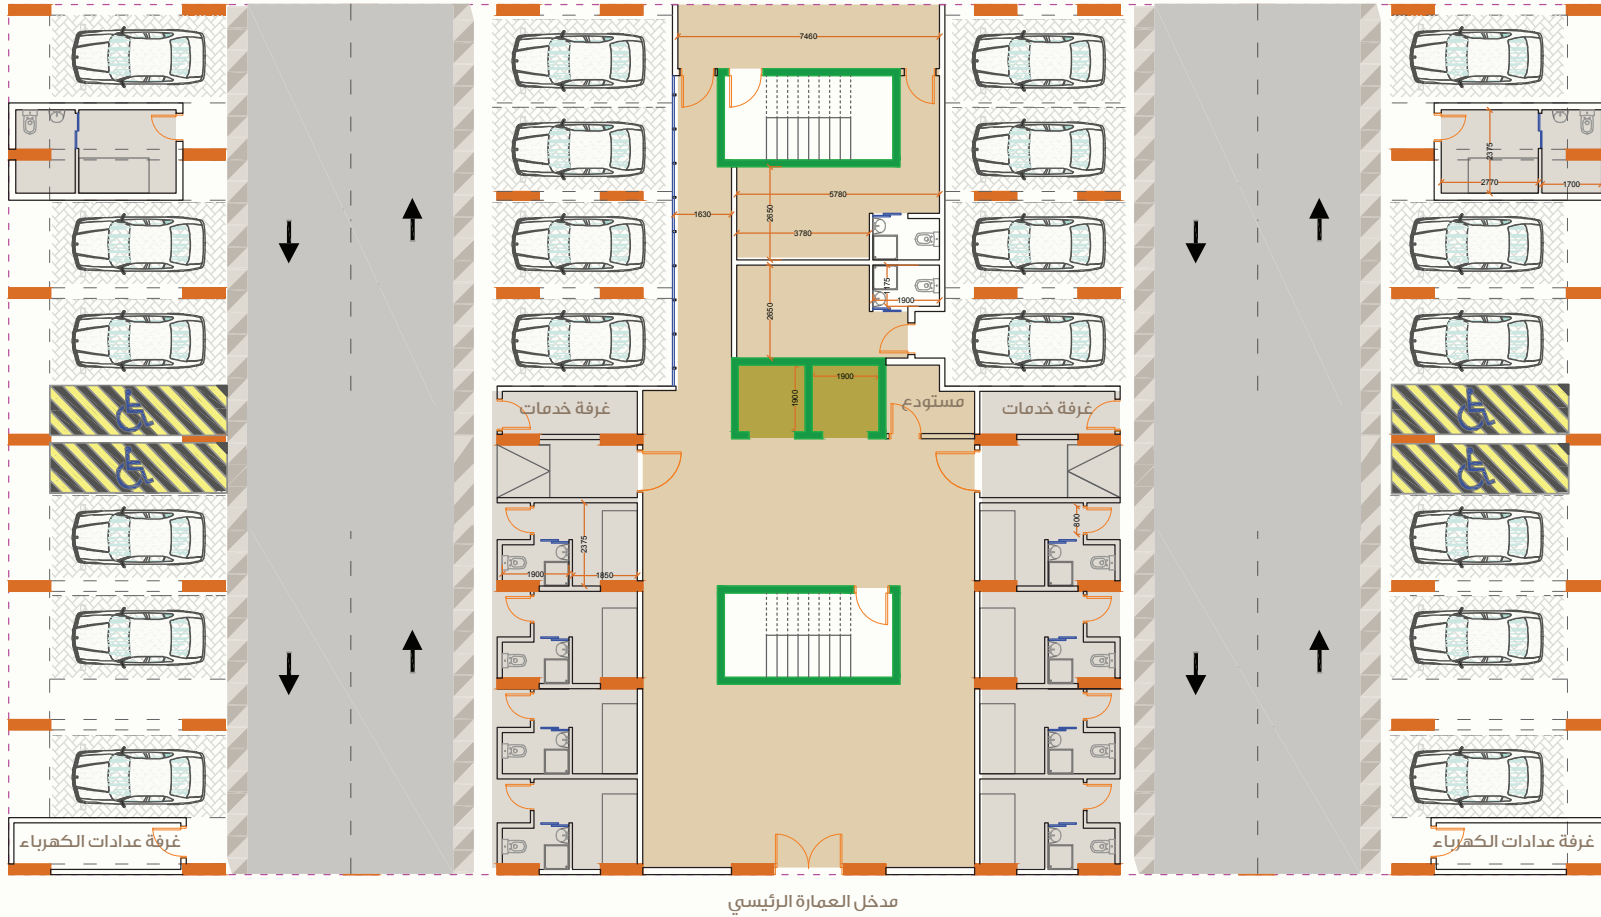 7460
2375
2770
1700
5780
2650
1630
3780
1175
1900
2650
1900
1900
غرفة خدمات
مستودع
غرفة خدمات
2375
1900
1850
800
غرفة عدادات الكهرباء
غرفة عدادات الكهرباء
مدخل العمارة الرئيسي